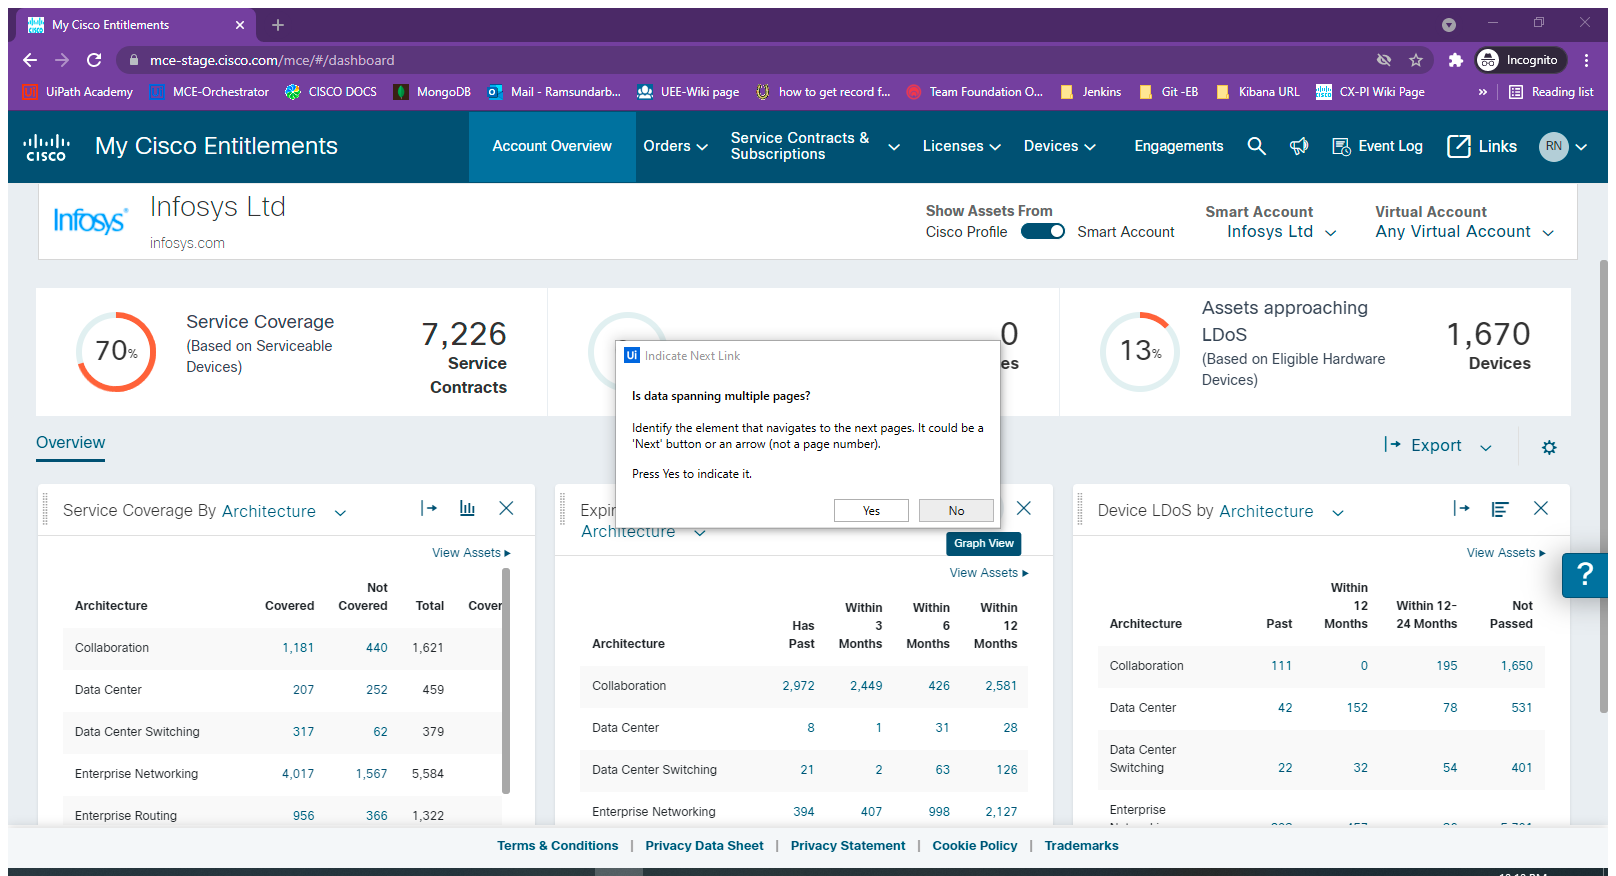 My Cisco Entitlements
mce-stage.cisco.com/mce/#/dashboard
Incognito
UiPath Academy
MCE-Orchestrator
CISCO DOCS
MongoDB
Mail - Ramsundarb...
UEE-Wiki page
how to get record f...
Team Foundation O...
Jenkins
Git -EB
Kibana URL
CX-PI Wiki Page
»
Reading list
CISCO
My Cisco Entitlements
Account Overview
Orders
Service Contracts &
Subscriptions
Licenses
Devices
Engagements
Event Log
Links
RN
Infosys
Infosys Ltd
infosys.com
Show Assets From
Cisco Profile
Smart Account
Smart Account
Infosys Ltd
Virtual Account
Any Virtual Account
70%
Service Coverage
(Based on Serviceable
Devices)
7,226
Service
Contracts
0
es
13%
Assets approaching
LDoS
(Based on Eligible Hardware
Devices)
1,670
Devices
Ui Indicate Next Link
Is data spanning multiple pages?
Identify the element that navigates to the next pages. It could be a
'Next' button or an arrow (not a page number).
Press Yes to indicate it.
Yes No
Overview
Export
Service Coverage By Architecture
View Assets
Architecture Covered Not Covered Total Cover
Collaboration 1,181 440 1,621
Data Center 207 252 459
Data Center Switching 317 62 379
Enterprise Networking 4,017 1,567 5,584
Enterprise Routing 956 366 1,322
Expir
Architecture
Graph View
View Assets
Architecture Has Past Within 3 Months Within 6 Months Within 12 Months
Collaboration 2,972 2,449 426 2,581
Data Center 8 1 31 28
Data Center Switching 21 2 63 126
Enterprise Networking 394 407 998 2,127
Device LDoS by Architecture
View Assets
Architecture Past Within 12 Months Within 12-24 Months Not Passed
Collaboration 111 0 195 1,650
Data Center 42 152 78 531
Data Center
Switching 22 32 54 401
Enterprise
?
Terms & Conditions | Privacy Data Sheet | Privacy Statement | Cookie Policy | Trademarks